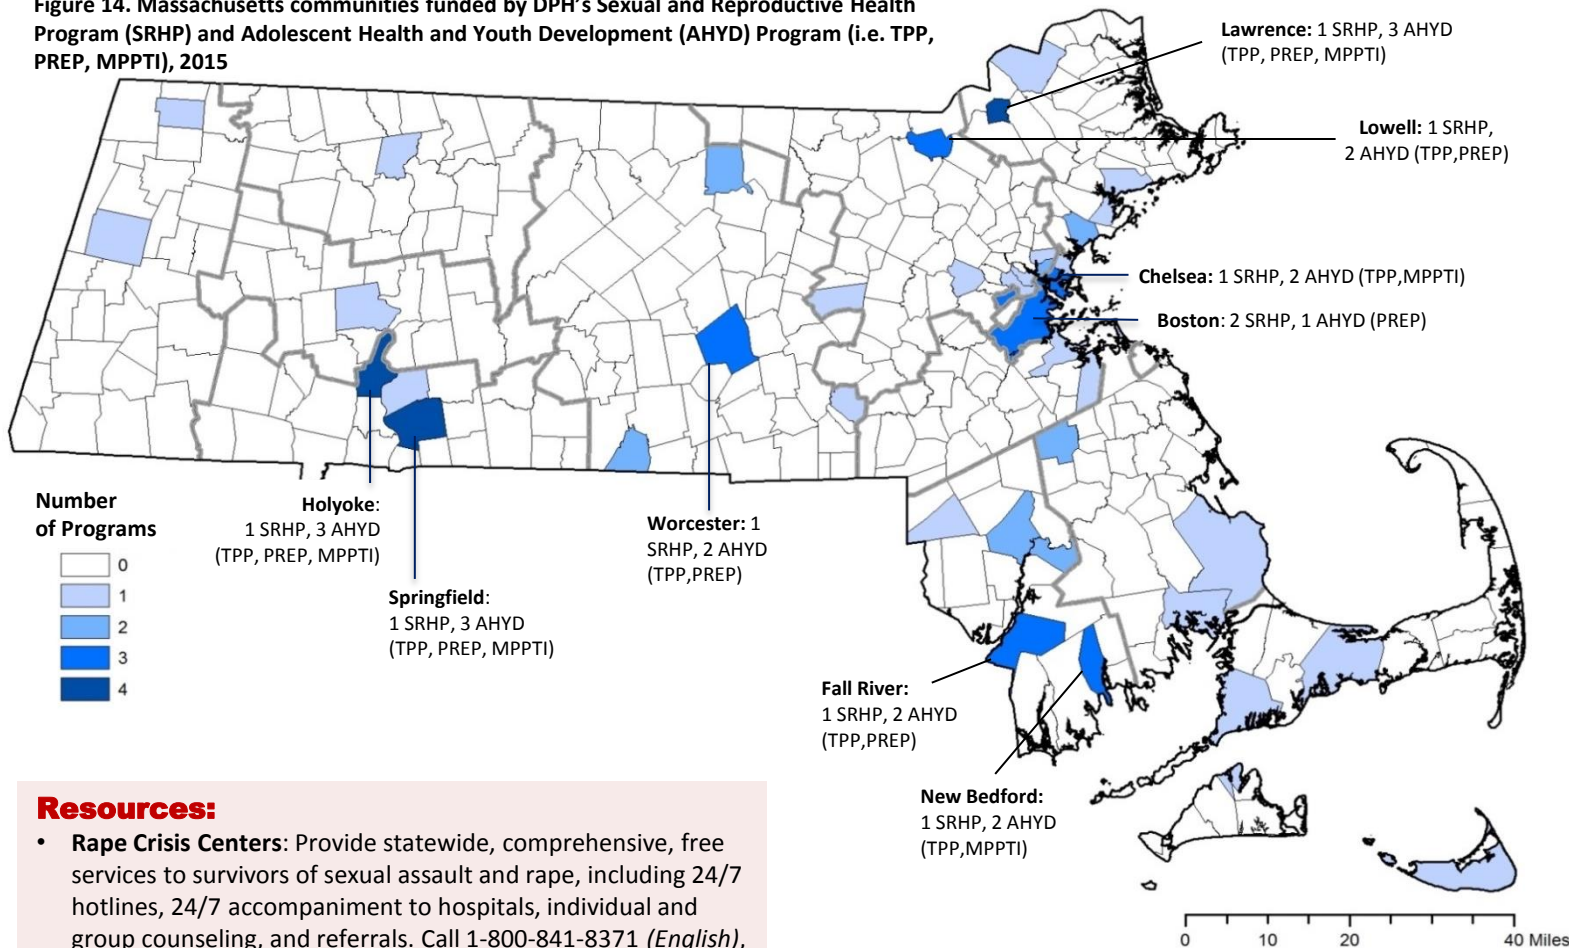 Figure 14. Massachusetts communities funded by DPH's Sexual and Reproductive Health
Program (SRHP) and Adolescent Health and Youth Development (AHYD) Program (i.e. TPP,
PREP, MPPTI), 2015
Lawrence: 1 SRHP, 3 AHYD
(TPP, PREP, MPPTI)
Lowell: 1 SRHP,
2 AHYD (TPP,PREP)
Chelsea: 1 SRHP, 2 AHYD (TPP,MPPTI)
Boston: 2 SRHP, 1 AHYD (PREP)
Number
of Programs
0
1
2
3
4
Holyoke:
1 SRHP, 3 AHYD
(TPP, PREP, MPPTI)
Springfield:
1 SRHP, 3 AHYD
(TPP, PREP, MPPTI)
Worcester: 1
SRHP, 2 AHYD
(TPP,PREP)
Fall River:
1 SRHP, 2 AHYD
(TPP,PREP)
New Bedford:
1 SRHP, 2 AHYD
(TPP,MPPTI)
Resources:
• Rape Crisis Centers: Provide statewide, comprehensive, free
services to survivors of sexual assault and rape, including 24/7
hotlines, 24/7 accompaniment to hospitals, individual and
group counseling, and referrals. Call 1-800-841-8371 (English),
0 10 20 40 Miles